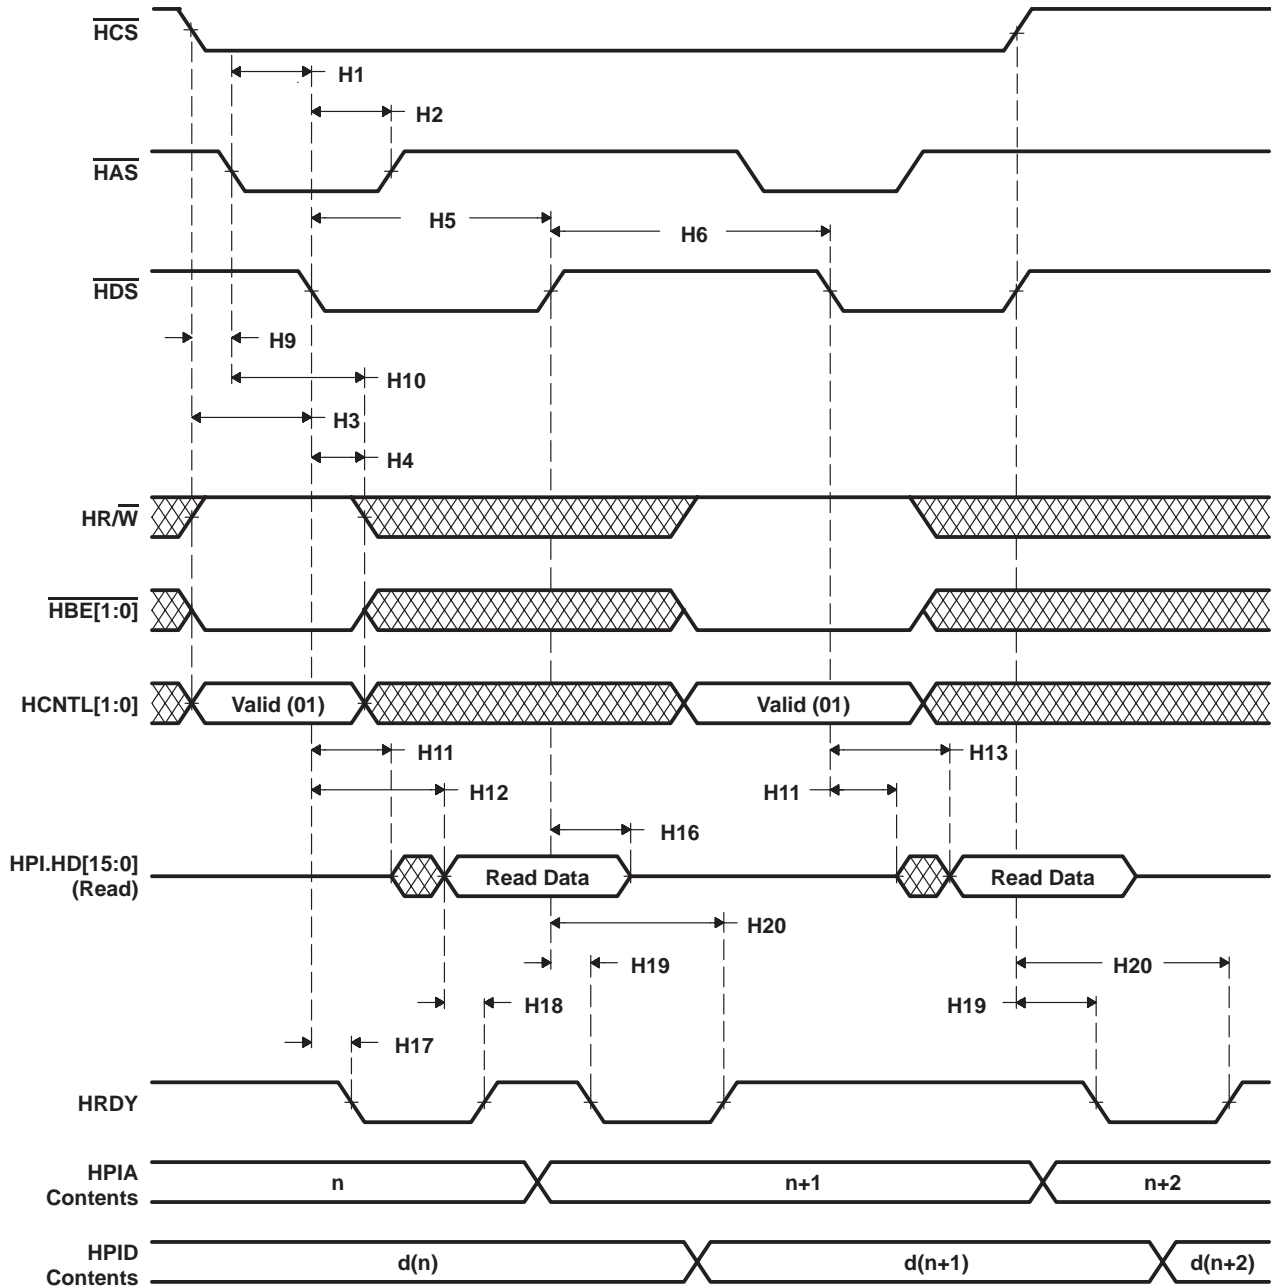 HCS
H1
H2
HAS
H5
H6
HDS
H9
H10
H3
H4
HR/W
HBE[1:0]
HCNTL[1:0]
Valid (01)
Valid (01)
H11
H13
H12
H11
H16
HPI.HD[15:0]
(Read)
Read Data
Read Data
H20
H19
H20
H18
H19
H17
HRDY
HPIA
Contents
n
n+1
n+2
HPID
Contents
d(n)
d(n+1)
d(n+2)